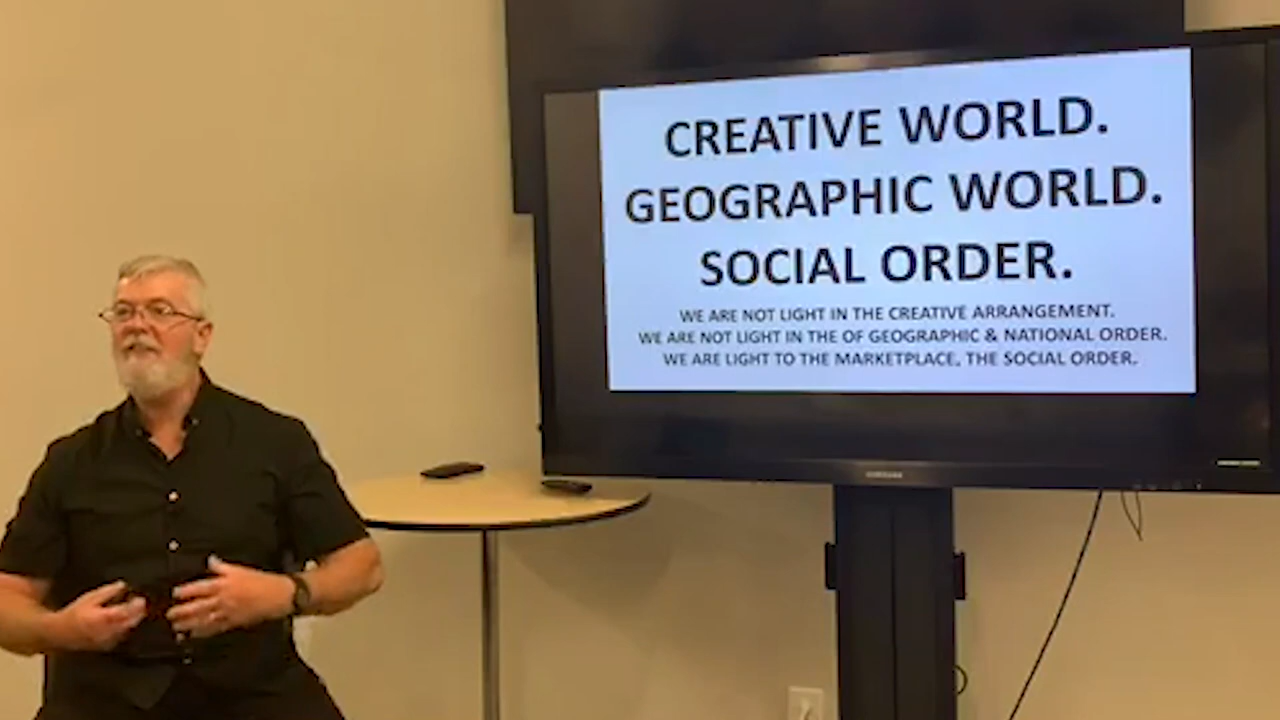 CREATIVE WORLD.
GEOGRAPHIC WORLD.
SOCIAL ORDER.
WE ARE NOT LIGHT IN THE CREATIVE ARRANGEMENT.
WE ARE NOT LIGHT IN THE OF GEOGRAPHIC & NATIONAL ORDER.
WE ARE LIGHT TO THE MARKETPLACE, THE SOCIAL ORDER.
SAMSUNG